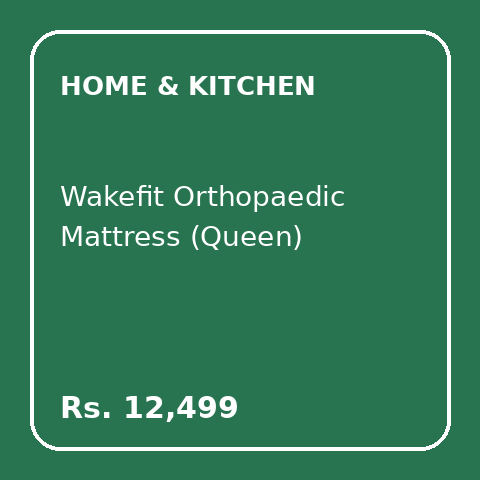 HOME & KITCHEN
Wakefit Orthopaedic
Mattress (Queen)
Rs. 12,499